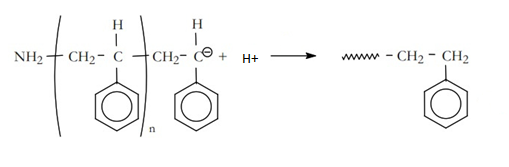 H H
NH2 CH2- C CH2- C⊖ + H+ - CH2 - CH2
n